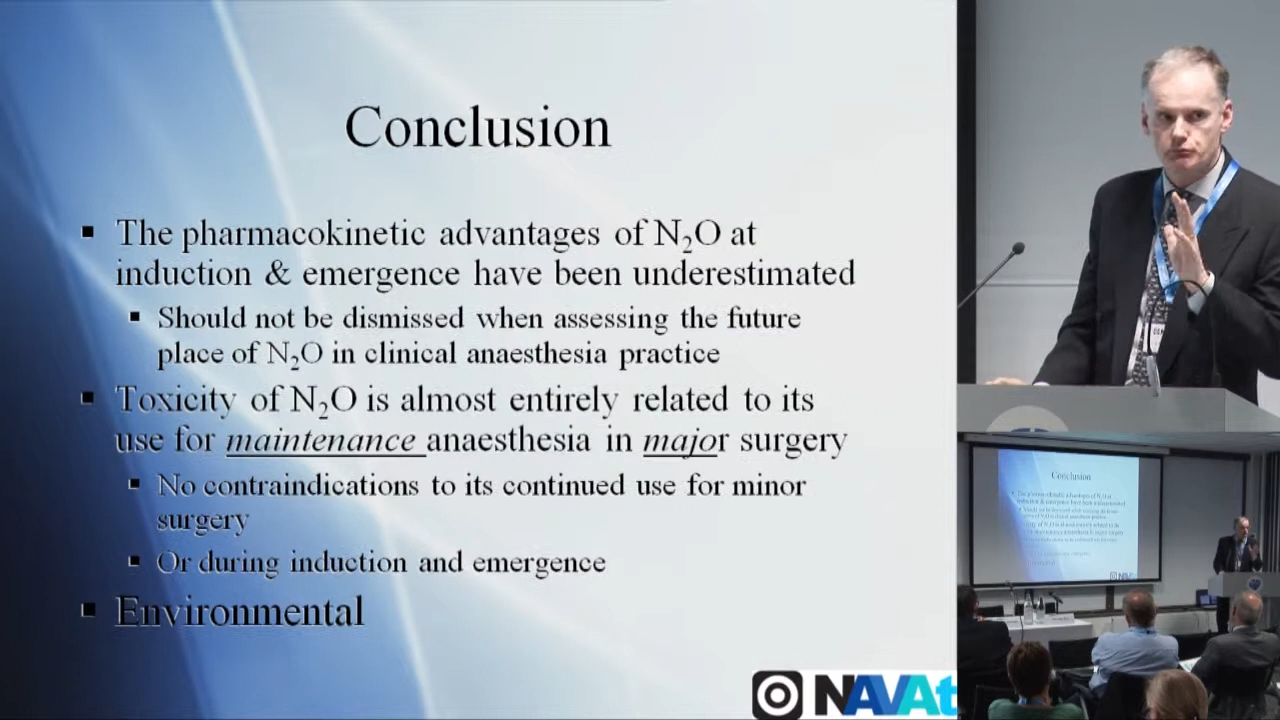 Conclusion
The pharmacokinetic advantages of N₂O at
induction & emergence have been underestimated
Should not be dismissed when assessing the future
place of N₂O in clinical anaesthesia practice
Toxicity of N₂O is almost entirely related to its
use for maintenance anaesthesia in major surgery
No contraindications to its continued use for minor
surgery
Or during induction and emergence
Environmental
NAVAt
Conclusion